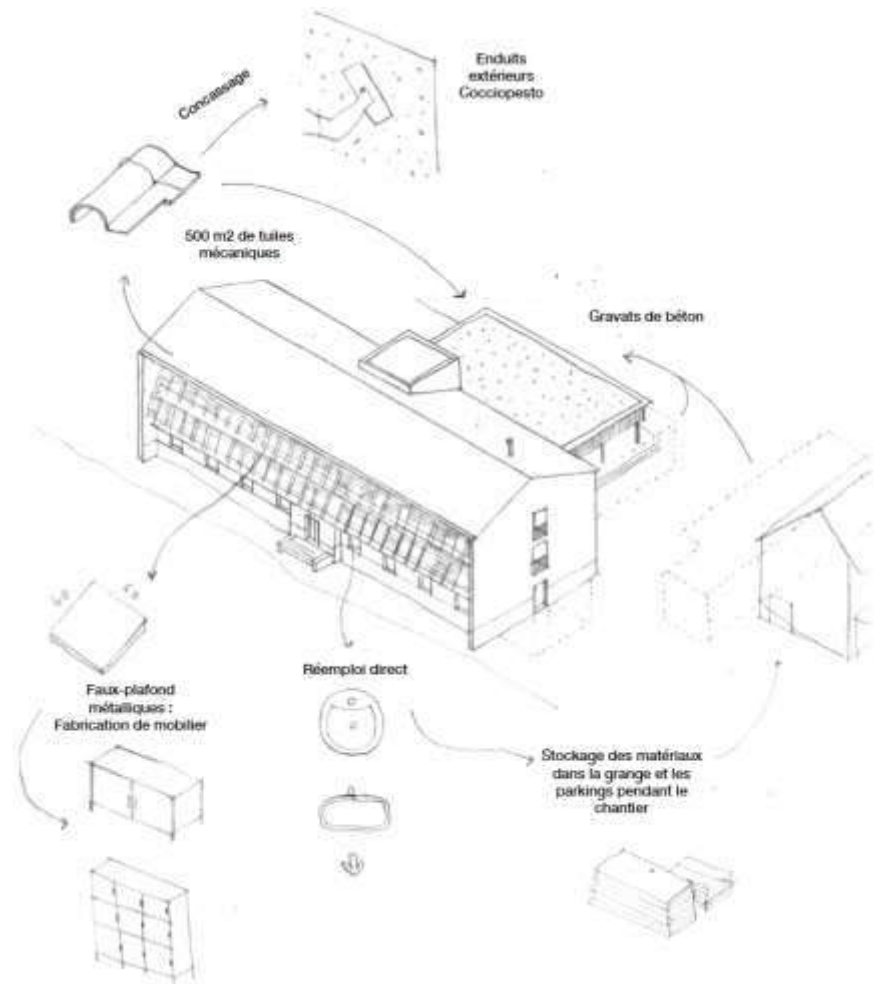 Concassage
Enduits
extérieurs
Cocciopesto
500 m2 de tuiles
mécaniques
Gravats de béton
Réemploi direct
Faux-plafond
métalliques :
Fabrication de mobilier
Stockage des matériaux
dans la grange et les
parkings pendant le
chantier